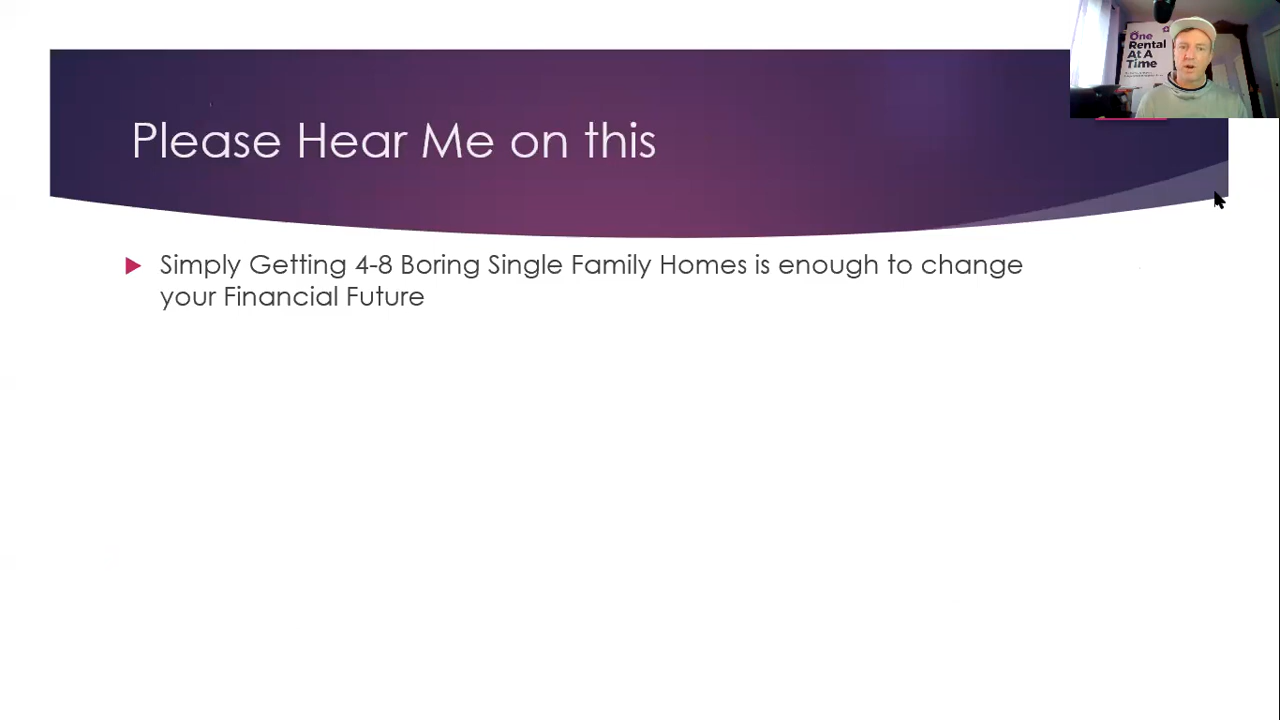 Please Hear Me on this
Simply Getting 4-8 Boring Single Family Homes is enough to change
your Financial Future
One
Rental
At A
Time